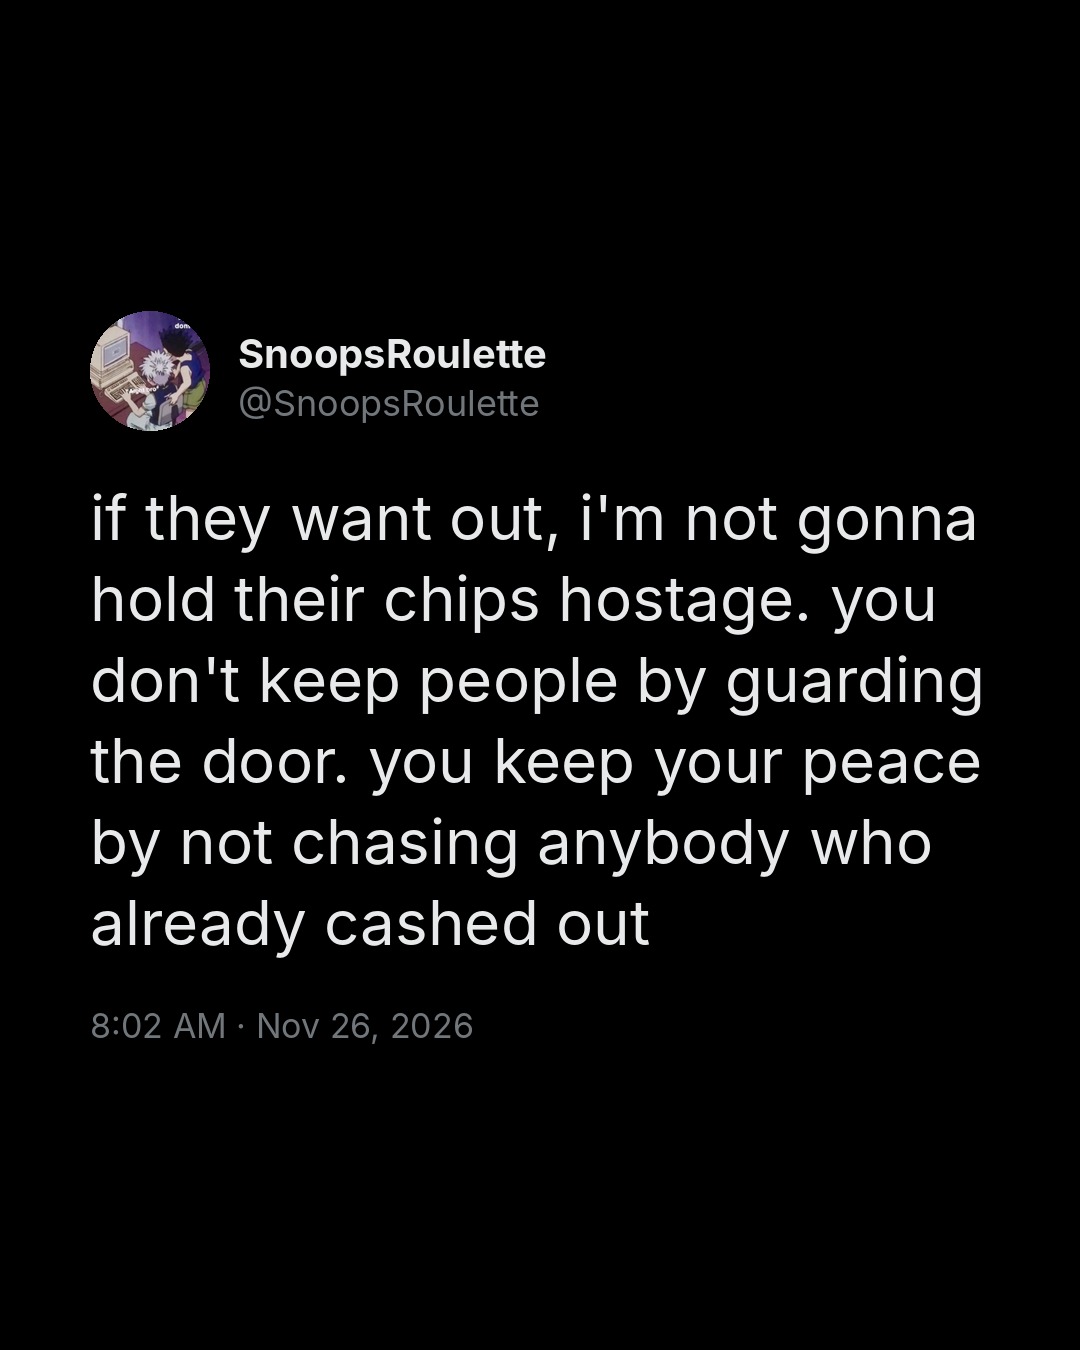 SnoopsRoulette
@SnoopsRoulette
if they want out, i'm not gonna
hold their chips hostage. you
don't keep people by guarding
the door. you keep your peace
by not chasing anybody who
already cashed out
8:02 AM · Nov 26, 2026